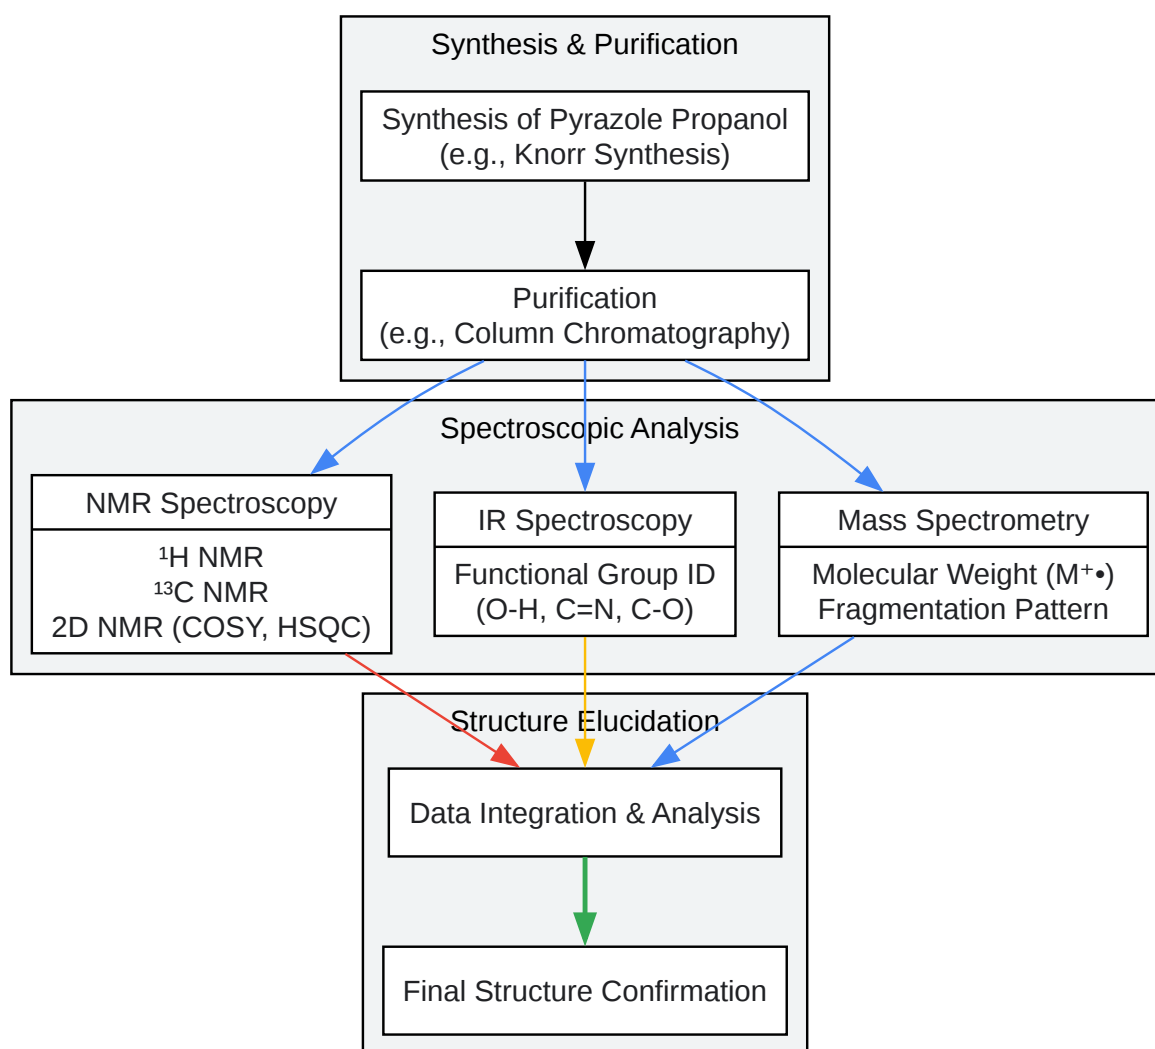 Synthesis & Purification
Synthesis of Pyrazole Propanol
(e.g., Knorr Synthesis)
Purification
(e.g., Column Chromatography)
Spectroscopic Analysis
NMR Spectroscopy
¹H NMR
¹³C NMR
2D NMR (COSY, HSQC)
IR Spectroscopy
Functional Group ID
(O-H, C=N, C-O)
Mass Spectrometry
Molecular Weight (M⁺•)
Fragmentation Pattern
Structure Elucidation
Data Integration & Analysis
Final Structure Confirmation